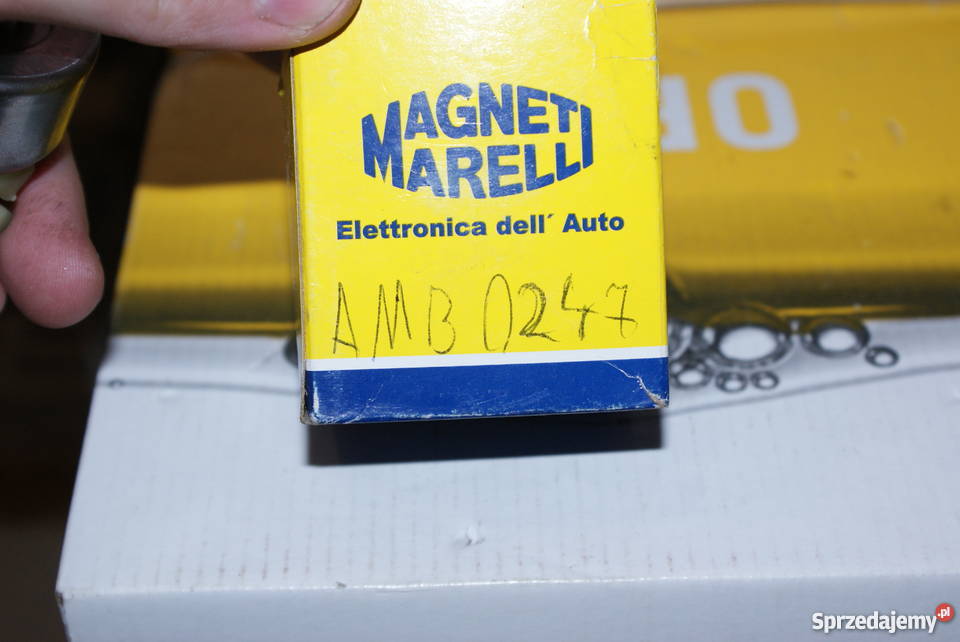 MAGNETI
MARELLI
Elettronica dell´ Auto
AMB 0247
Sprzedajemy.pl